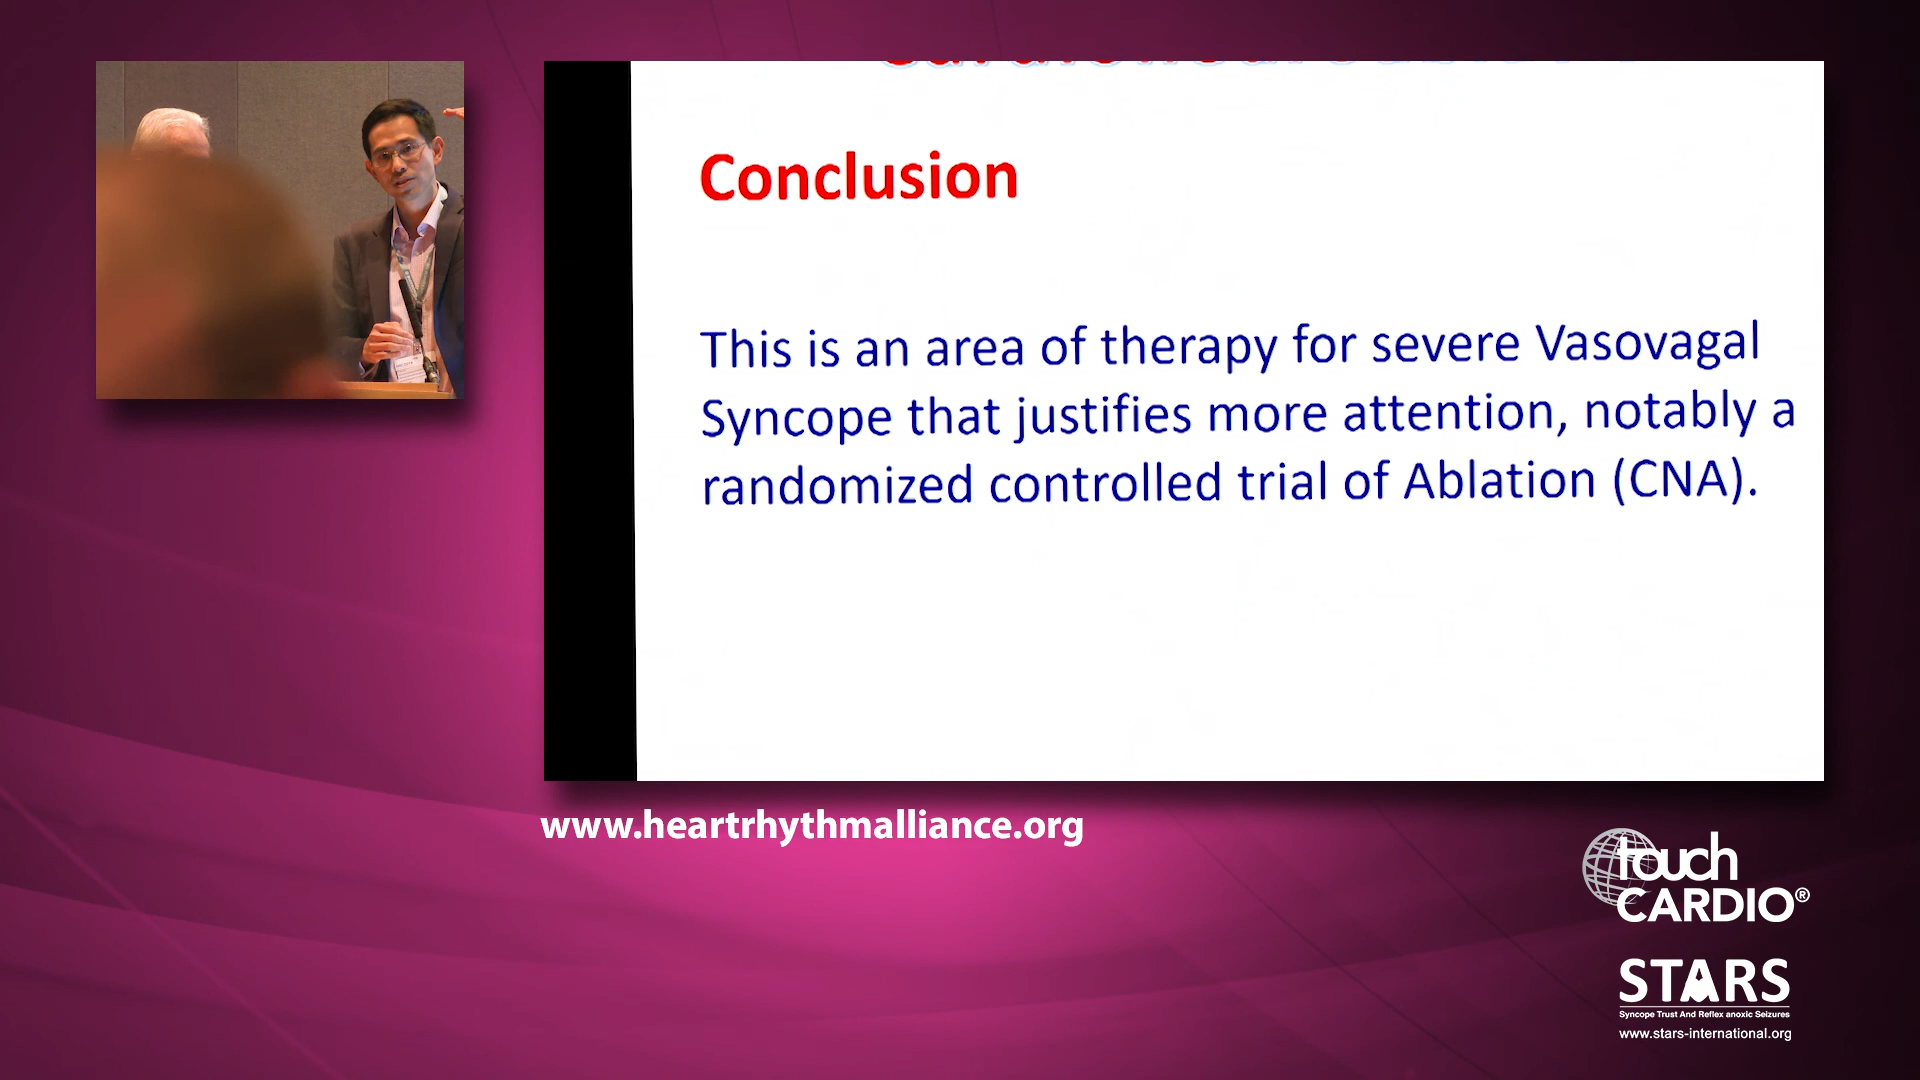 Conclusion
This is an area of therapy for severe Vasovagal
Syncope that justifies more attention, notably a
randomized controlled trial of Ablation (CNA).
www.heartrhythmalliance.org
touch
CARDIO®
STARS
Syncope Trust And Reflex anoxic Seizures
www.stars-international.org